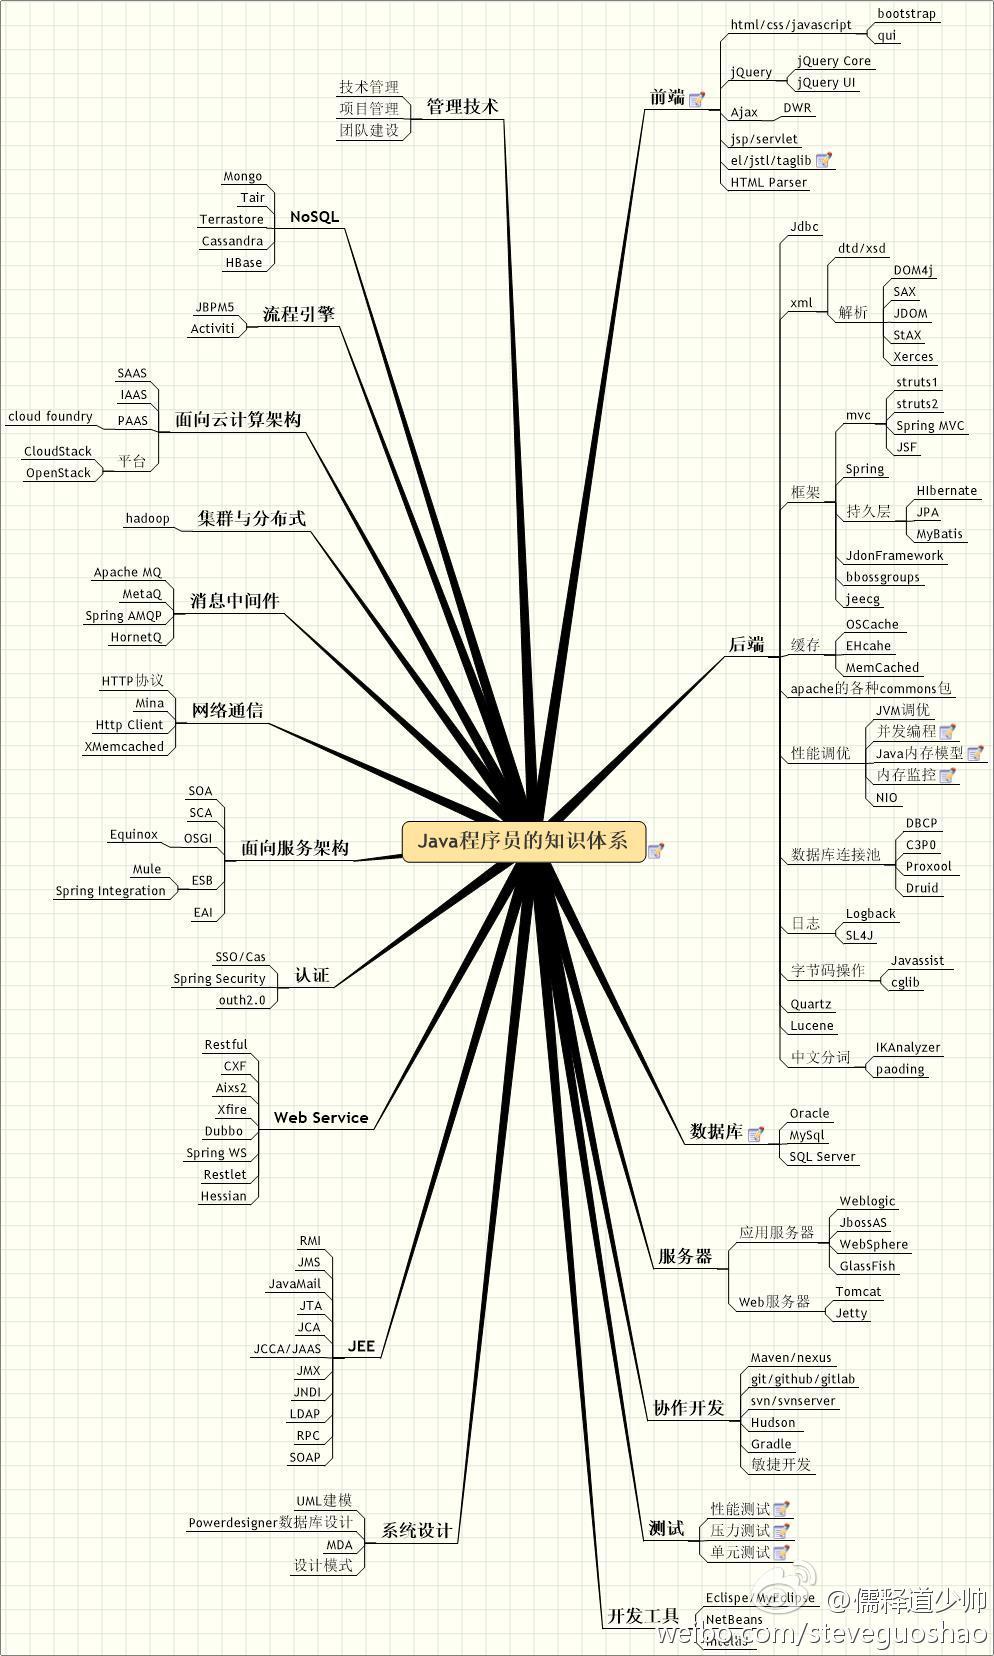 Java程序员的知识体系
前端
html/css/javascript
bootstrap
qui
jQuery
jQuery Core
jQuery UI
Ajax
DWR
jsp/servlet
el/jstl/taglib
HTML Parser
后端
Jdbc
xml
dtd/xsd
解析
DOM4j
SAX
JDOM
StAX
Xerces
框架
mvc
struts1
struts2
Spring MVC
JSF
Spring
持久层
HIbernate
JPA
MyBatis
JdonFramework
bbossgroups
jeecg
缓存
OSCache
EHcahe
MemCached
apache的各种commons包
性能调优
JVM调优
并发编程
Java内存模型
内存监控
NIO
数据库连接池
DBCP
C3P0
Proxool
Druid
日志
Logback
SL4J
字节码操作
Javassist
cglib
Quartz
Lucene
中文分词
IKAnalyzer
paoding
数据库
Oracle
MySql
SQL Server
服务器
应用服务器
Weblogic
JbossAS
WebSphere
GlassFish
Web服务器
Tomcat
Jetty
协作开发
Maven/nexus
git/github/gitlab
svn/svnserver
Hudson
Gradle
敏捷开发
测试
性能测试
压力测试
单元测试
开发工具
Eclispe/MyEclipse
NetBeans
管理技术
技术管理
项目管理
团队建设
NoSQL
Mongo
Tair
Terrastore
Cassandra
HBase
流程引擎
JBPM5
Activiti
面向云计算架构
SAAS
IAAS
PAAS
cloud foundry
平台
CloudStack
OpenStack
集群与分布式
hadoop
消息中间件
Apache MQ
MetaQ
Spring AMQP
HornetQ
网络通信
HTTP协议
Mina
Http Client
XMemcached
面向服务架构
SOA
SCA
OSGI
Equinox
ESB
Mule
Spring Integration
EAI
认证
SSO/Cas
Spring Security
outh2.0
Web Service
Restful
CXF
Aixs2
Xfire
Dubbo
Spring WS
Restlet
Hessian
JEE
RMI
JMS
JavaMail
JTA
JCA
JCCA/JAAS
JMX
JNDI
LDAP
RPC
SOAP
系统设计
UML建模
Powerdesigner数据库设计
MDA
设计模式
@儒释道少帅
weibo.com/steveguoshao